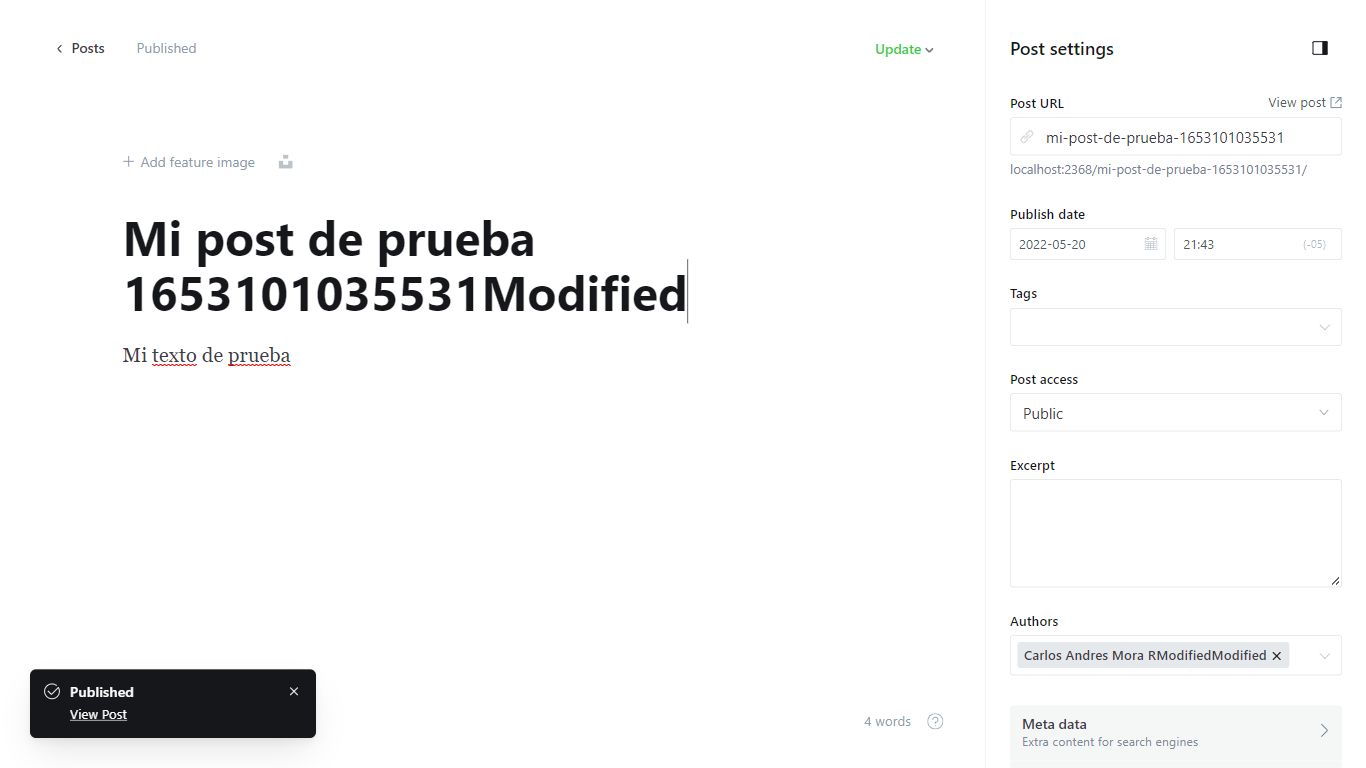 Posts Published Update
Add feature image
Mi post de prueba
1653101035531Modified
Mi texto de prueba
4 words
Published
View Post
Post settings
Post URL View post
mi-post-de-prueba-1653101035531
localhost:2368/mi-post-de-prueba-1653101035531/
Publish date
2022-05-20 21:43 (-05)
Tags
Post access
Public
Excerpt
Authors
Carlos Andres Mora RModifiedModified
Meta data
Extra content for search engines